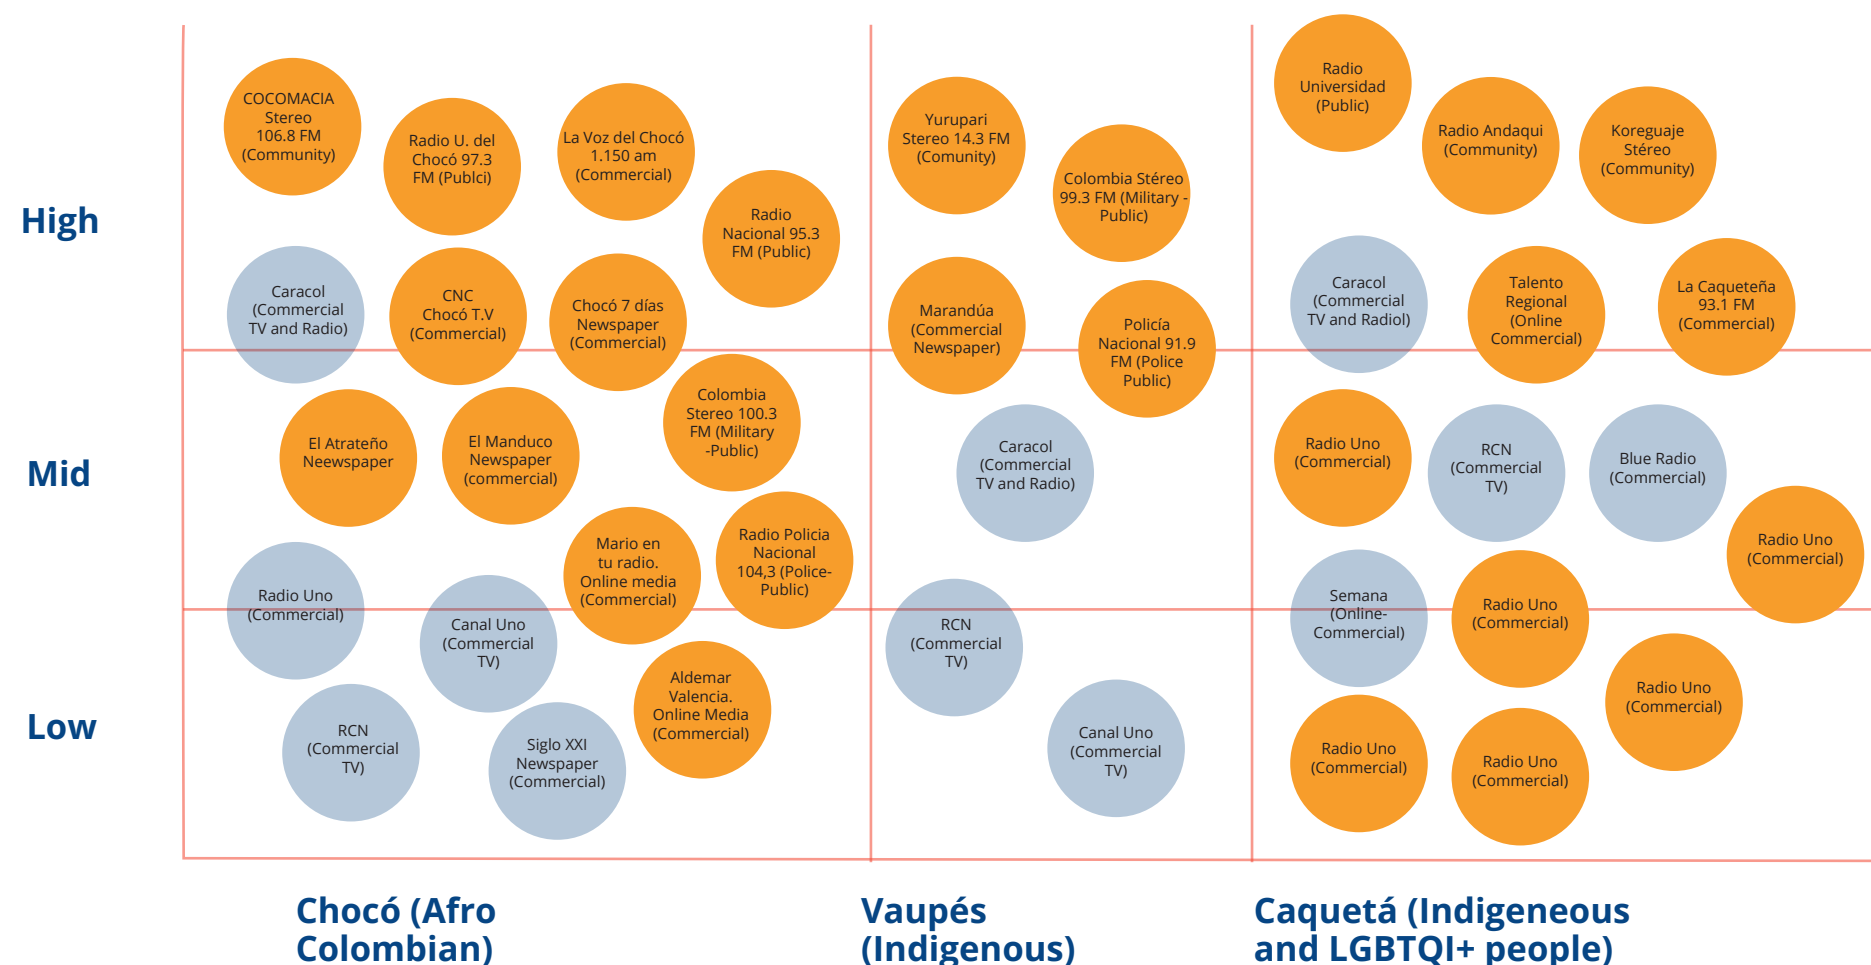 High
Mid
Low
COCOMACIA
Stereo
106.8 FM
(Community)
Radio U. del
Chocó 97.3
FM (Publci)
La Voz del Chocó
1.150 am
(Commercial)
Radio
Nacional 95.3
FM (Public)
Caracol
(Commercial
TV and Radio)
CNC
Chocó T.V
(Commercial)
Chocó 7 días
Newspaper
(Commercial)
El Atrateño
Neewspaper
El Manduco
Newspaper
(commercial)
Colombia
Stereo 100.3
FM (Military
-Public)
Mario en
tu radio.
Online media
(Commercial)
Radio Policia
Nacional
104,3 (Police-
Public)
Radio Uno
(Commercial)
Canal Uno
(Commercial
TV)
Aldemar
Valencia.
Online Media
(Commercial)
RCN
(Commercial
TV)
Siglo XXI
Newspaper
(Commercial)
Yurupari
Stereo 14.3 FM
(Comunity)
Colombia Stéreo
99.3 FM (Military -
Public)
Marandúa
(Commercial
Newspaper)
Policía
Nacional 91.9
FM (Police
Public)
Caracol
(Commercial
TV and Radio)
RCN
(Commercial
TV)
Canal Uno
(Commercial
TV)
Radio
Universidad
(Public)
Radio Andaqui
(Community)
Koreguaje
Stéreo
(Community)
Caracol
(Commercial
TV and Radiol)
Talento
Regional
(Online
Commercial)
La Caqueteña
93.1 FM
(Commercial)
Radio Uno
(Commercial)
RCN
(Commercial
TV)
Blue Radio
(Commercial)
Radio Uno
(Commercial)
Semana
(Online-
Commercial)
Radio Uno
(Commercial)
Radio Uno
(Commercial)
Radio Uno
(Commercial)
Radio Uno
(Commercial)
Chocó (Afro
Colombian)
Vaupés
(Indigenous)
Caquetá (Indigeneous
and LGBTQI+ people)